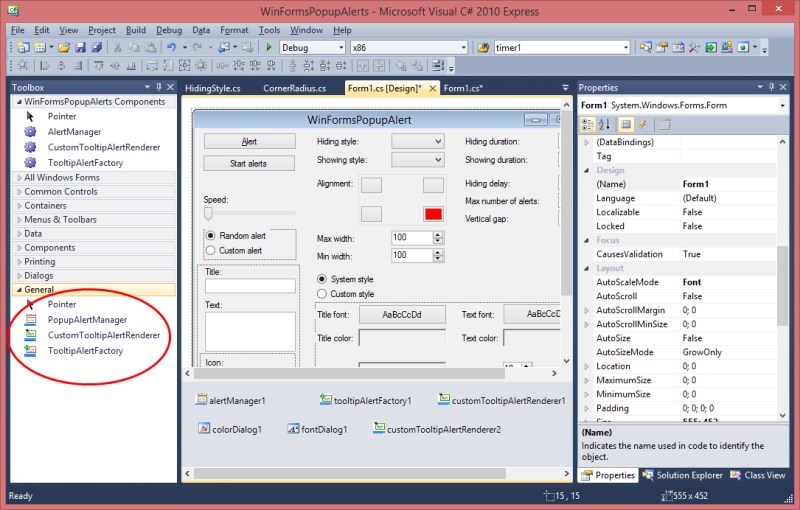 WinFormsPopupAlerts - Microsoft Visual C# 2010 Express
File Edit View Project Build Debug Data Format Tools Window Help
Debug x86 timer1
Toolbox
WinFormsPopupAlerts Components
Pointer
AlertManager
CustomTooltipAlertRenderer
TooltipAlertFactory
All Windows Forms
Common Controls
Containers
Menus & Toolbars
Data
Components
Printing
Dialogs
General
Pointer
PopupAlertManager
CustomTooltipAlertRenderer
TooltipAlertFactory
HidingStyle.cs CornerRadius.cs Form1.cs [Design]* Form1.cs*
WinFormsPopupAlert
Alert
Start alerts
Speed:
Random alert
Custom alert
Title:
Text:
Icon:
Hiding style:
Showing style:
Alignment:
Max width: 100
Min width: 100
System style
Custom style
Title font: AaBbCcDd Text font: AaBbCcDd
Title color: Text color:
Hiding duration:
Showing duration:
Hiding delay:
Max number of alerts:
Vertical gap:
alertManager1 tooltipAlertFactory1 customTooltipAlertRenderer1
colorDialog1 fontDialog1 customTooltipAlertRenderer2
Properties
Form1 System.Windows.Forms.Form
(DataBindings)
Tag
Design
(Name) Form1
Language (Default)
Localizable False
Locked False
Focus
CausesValidation True
Layout
AutoScaleMode Font
AutoScroll False
AutoScrollMargin 0; 0
AutoScrollMinSize 0; 0
AutoSize False
AutoSizeMode GrowOnly
Location 0; 0
MaximumSize 0; 0
MinimumSize 0; 0
Padding 0; 0; 0; 0
Size 555; 452
(Name)
Indicates the name used in code to identify the
object.
Properties Solution Explorer Class View
Ready 15 , 15 555 x 452